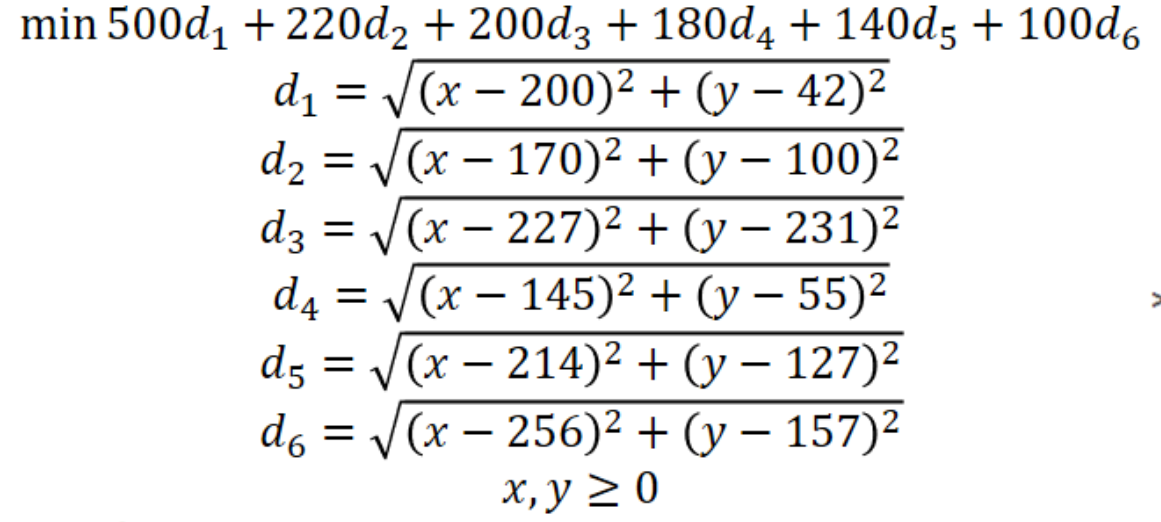 min 500d₁ + 220d₂ + 200d₃ + 180d₄ + 140d₅ + 100d₆
d₁ = √(x − 200)² + (y − 42)²
d₂ = √(x − 170)² + (y − 100)²
d₃ = √(x − 227)² + (y − 231)²
d₄ = √(x − 145)² + (y − 55)²
d₅ = √(x − 214)² + (y − 127)²
d₆ = √(x − 256)² + (y − 157)²
x, y ≥ 0